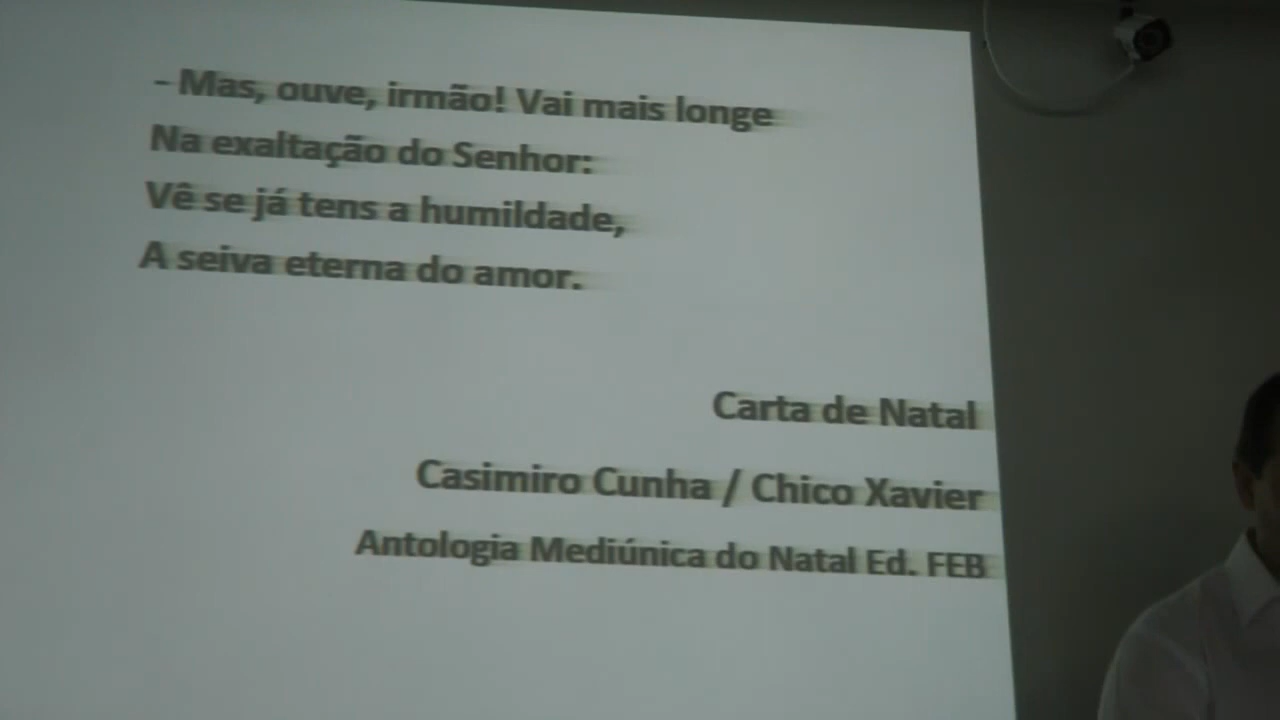 - Mas, ouve, irmão! Vai mais longe
Na exaltação do Senhor:
Vê se já tens a humildade,
A seiva eterna do amor.
Carta de Natal
Casimiro Cunha / Chico Xavier
Antologia Mediúnica do Natal Ed. FEB